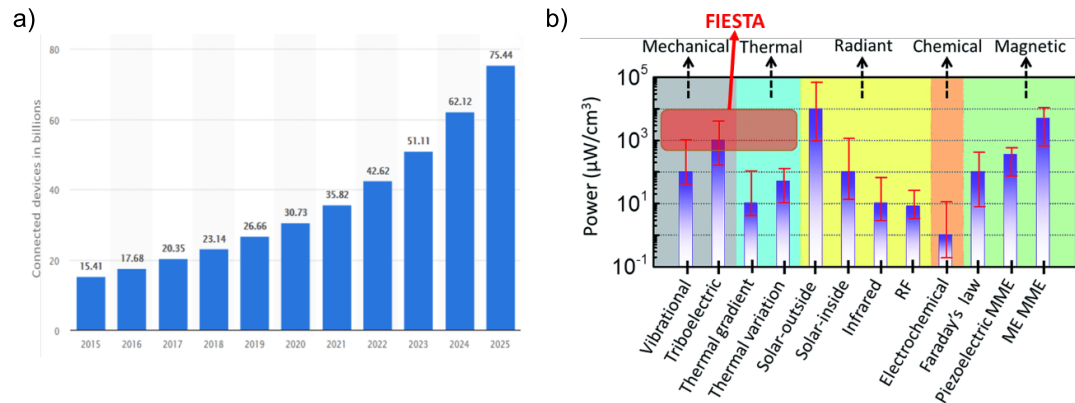 a)
Connected devices in billions
80
60
40
20
0
15.41
17.68
20.35
23.14
26.66
30.73
35.82
42.62
51.11
62.12
75.44
2015 2016 2017 2018 2019 2020 2021 2022 2023 2024 2025
b)
FIESTA
Mechanical Thermal Radiant Chemical Magnetic
Power (µW/cm³)
10⁵
10³
10¹
10⁻¹
Vibrational
Triboelectric
Thermal gradient
Thermal variation
Solar-outside
Solar-inside
Infrared
RF
Electrochemical
Faraday's law
Piezoelectric MME
ME MME